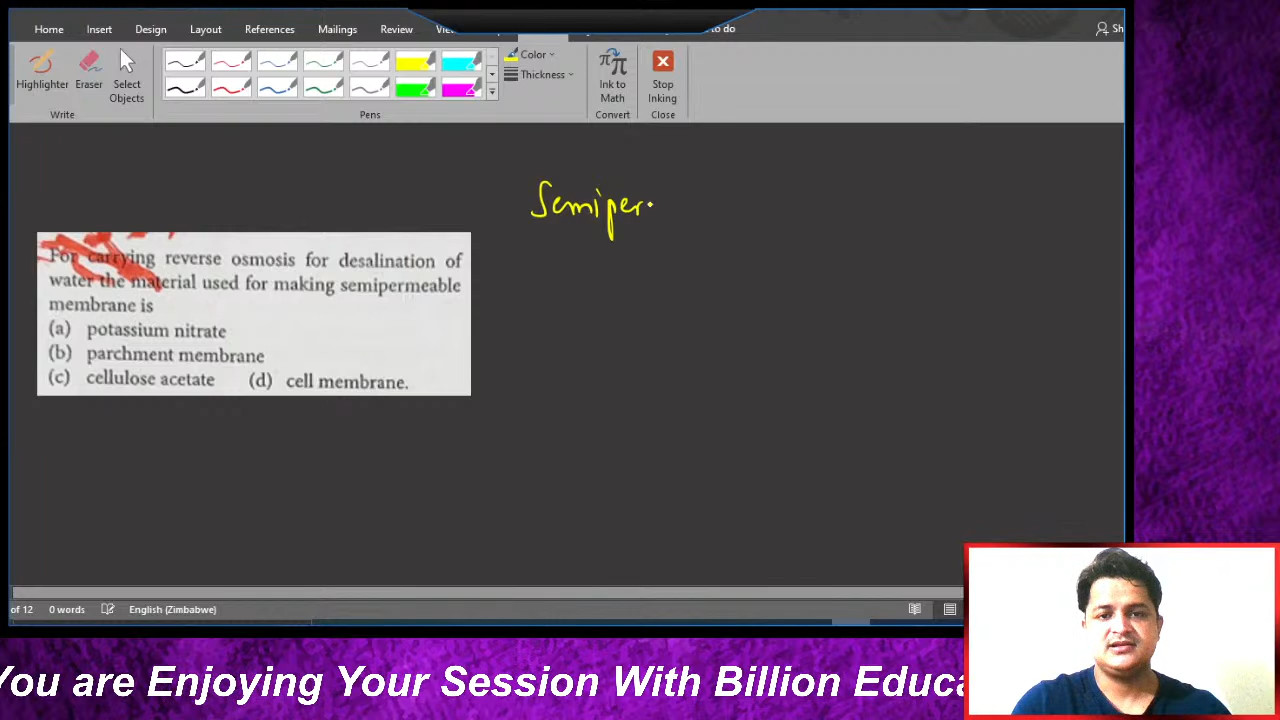 Home Insert Design Layout References Mailings Review to do
Highlighter Eraser Select Objects
Color
Thickness
Ink to Math
Stop Inking
Write Pens Convert Close
Semiper
For carrying reverse osmosis for desalination of
water the material used for making semipermeable
membrane is
(a) potassium nitrate
(b) parchment membrane
(c) cellulose acetate (d) cell membrane.
of 12 0 words English (Zimbabwe)
You are Enjoying Your Session With Billion Educa